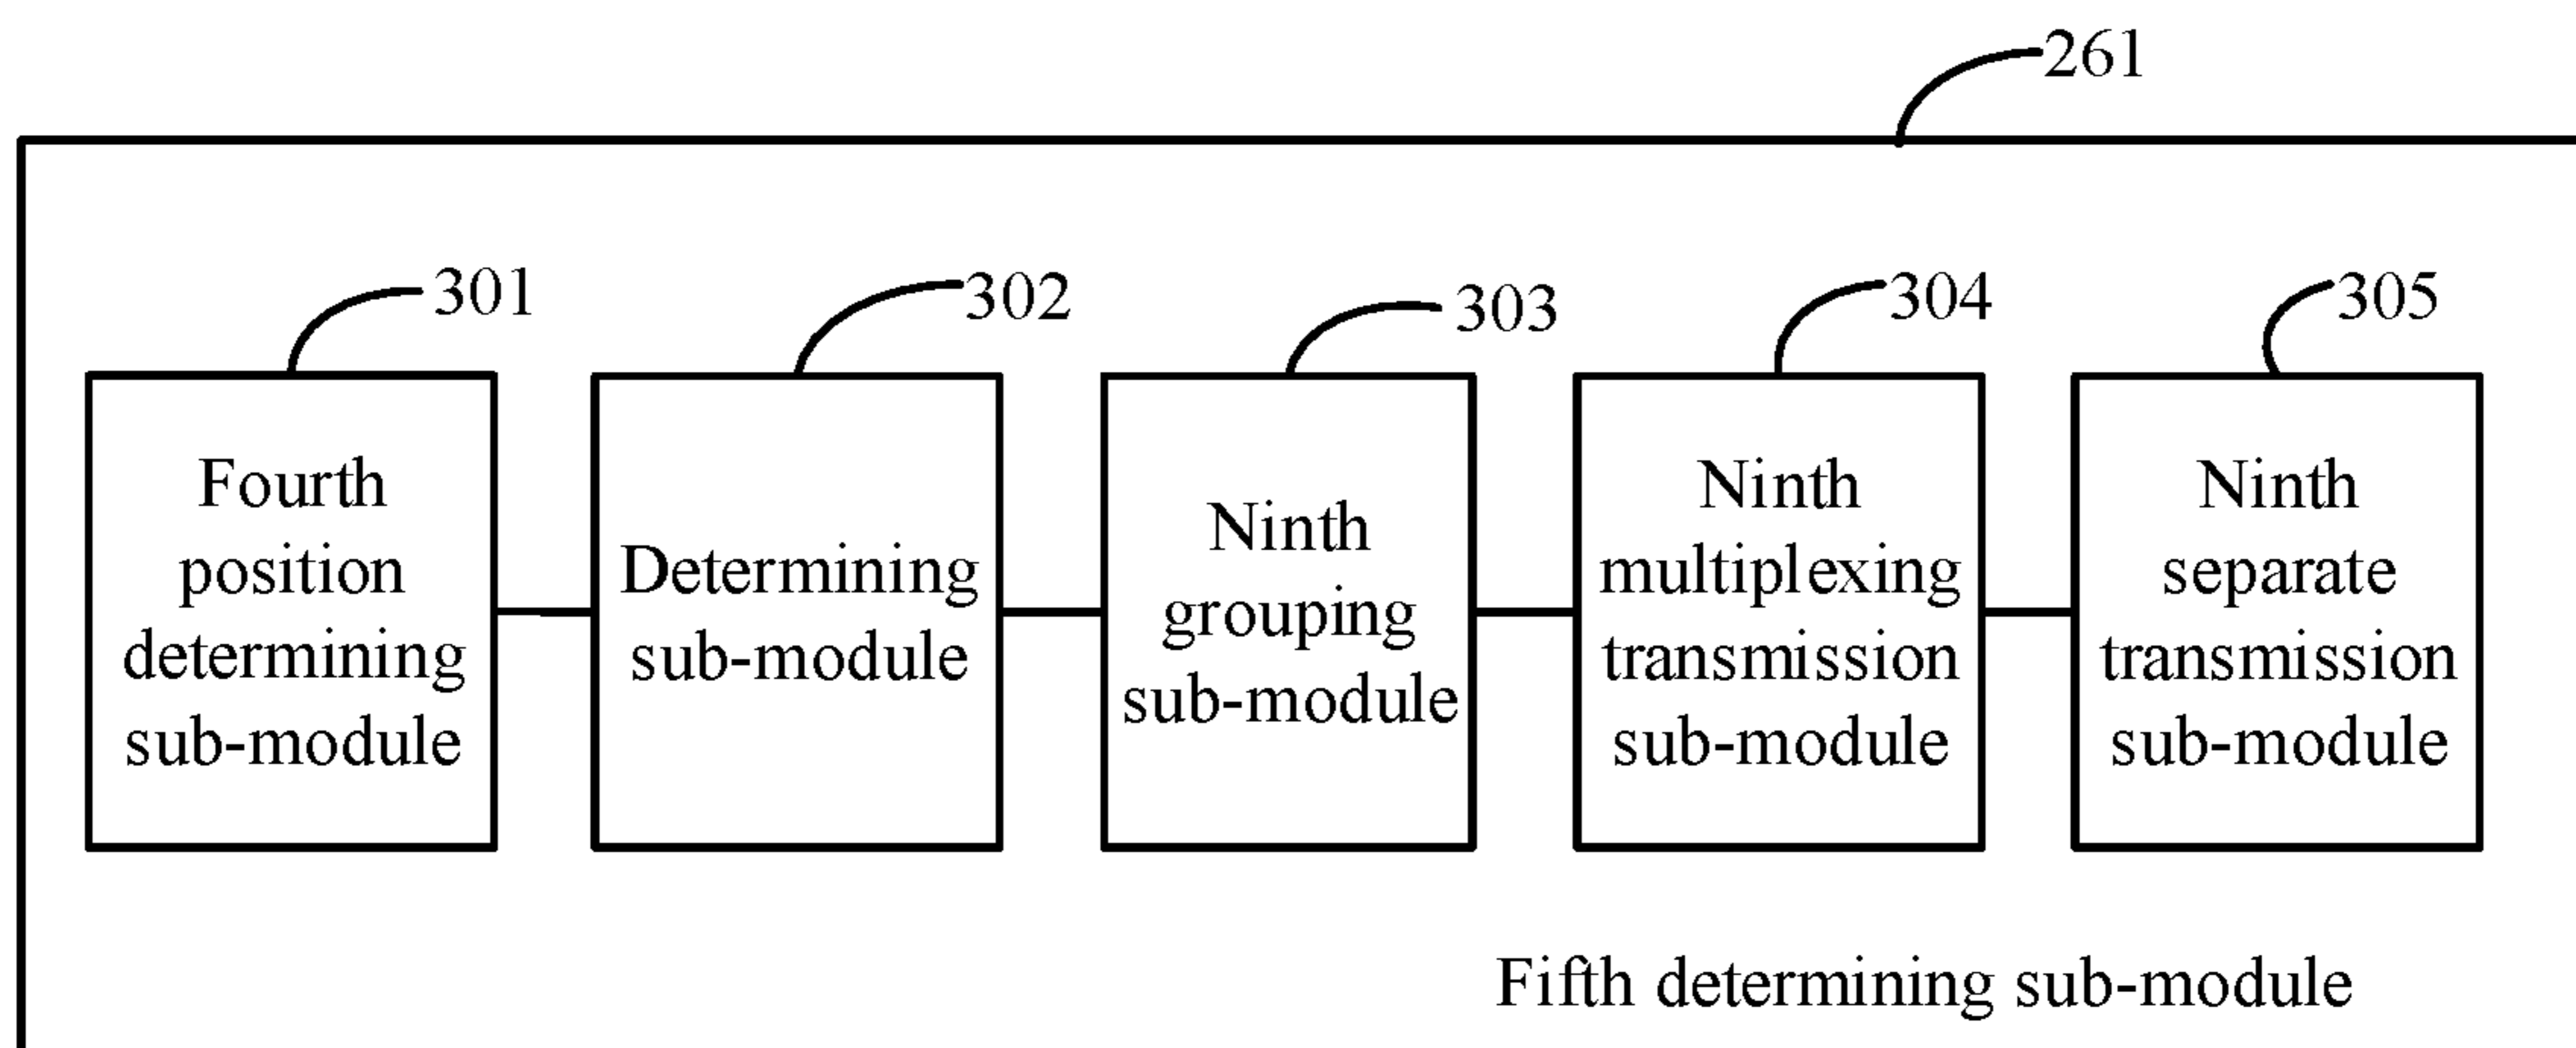 261
301
302
303
304
305
Fourth
position
determining
sub-module
Determining
sub-module
Ninth
grouping
sub-module
Ninth
multiplexing
transmission
sub-module
Ninth
separate
transmission
sub-module
Fifth determining sub-module